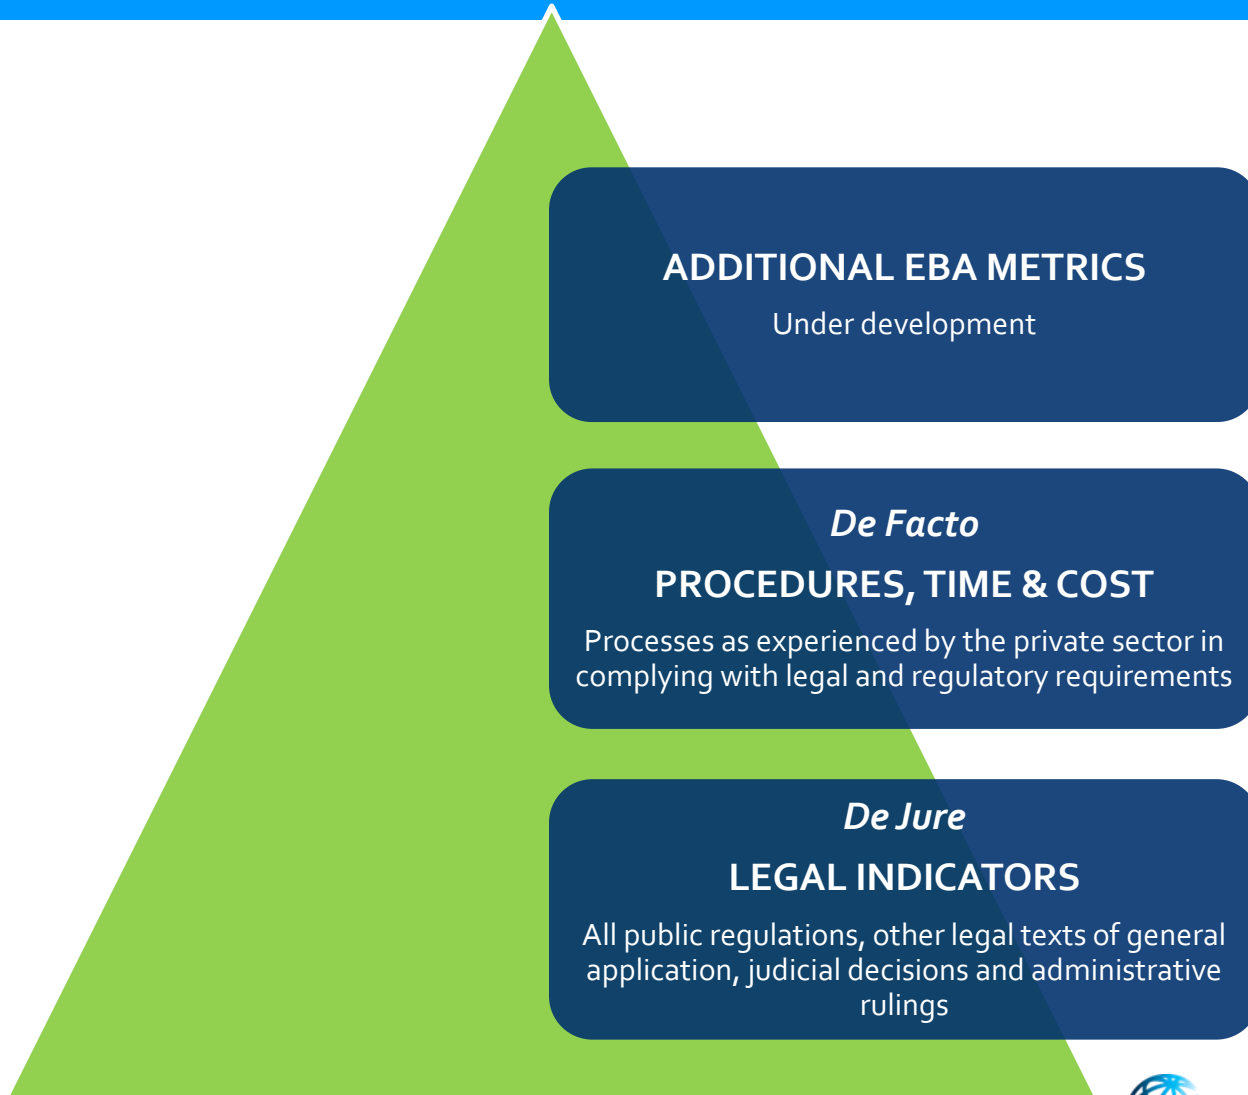 ADDITIONAL EBA METRICS
Under development
De Facto
PROCEDURES, TIME & COST
Processes as experienced by the private sector in
complying with legal and regulatory requirements
De Jure
LEGAL INDICATORS
All public regulations, other legal texts of general
application, judicial decisions and administrative
rulings